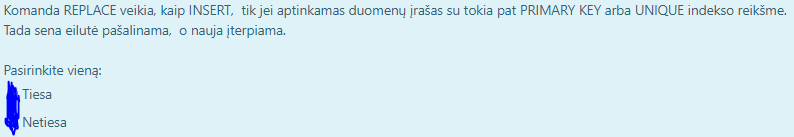 Komanda REPLACE veikia, kaip INSERT, tik jei aptinkamas duomenų įrašas su tokia pat PRIMARY KEY arba UNIQUE indekso reikšme.
Tada sena eilutė pašalinama, o nauja įterpiama.
Pasirinkite vieną:
Tiesa
Netiesa